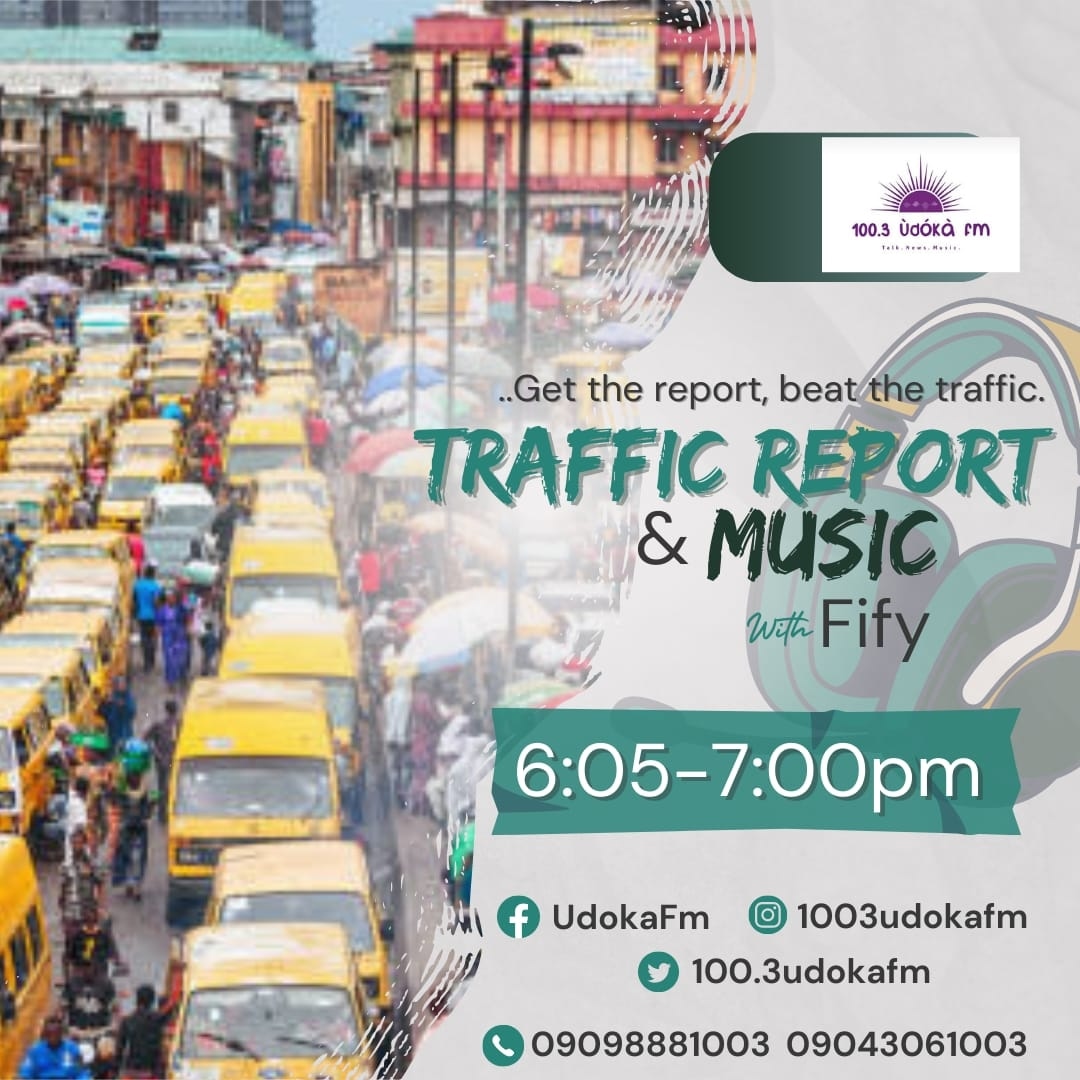 100.3 ùdókà fm
Talk. News. Music.
..Get the report, beat the traffic.
TRAFFIC REPORT
& MUSIC
With Fify
6:05-7:00pm
UdokaFm 1003udokafm
100.3udokafm
09098881003 09043061003